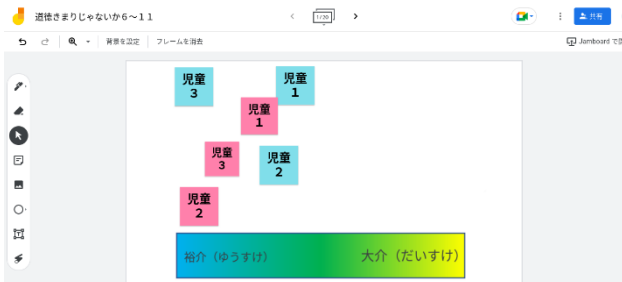 道徳きまりじゃないか６～１１
1/20
共有
背景を設定
フレームを消去
Jamboard で
児童
3
児童
1
児童
1
児童
3
児童
2
児童
2
裕介（ゆうすけ）
大介（だいすけ）